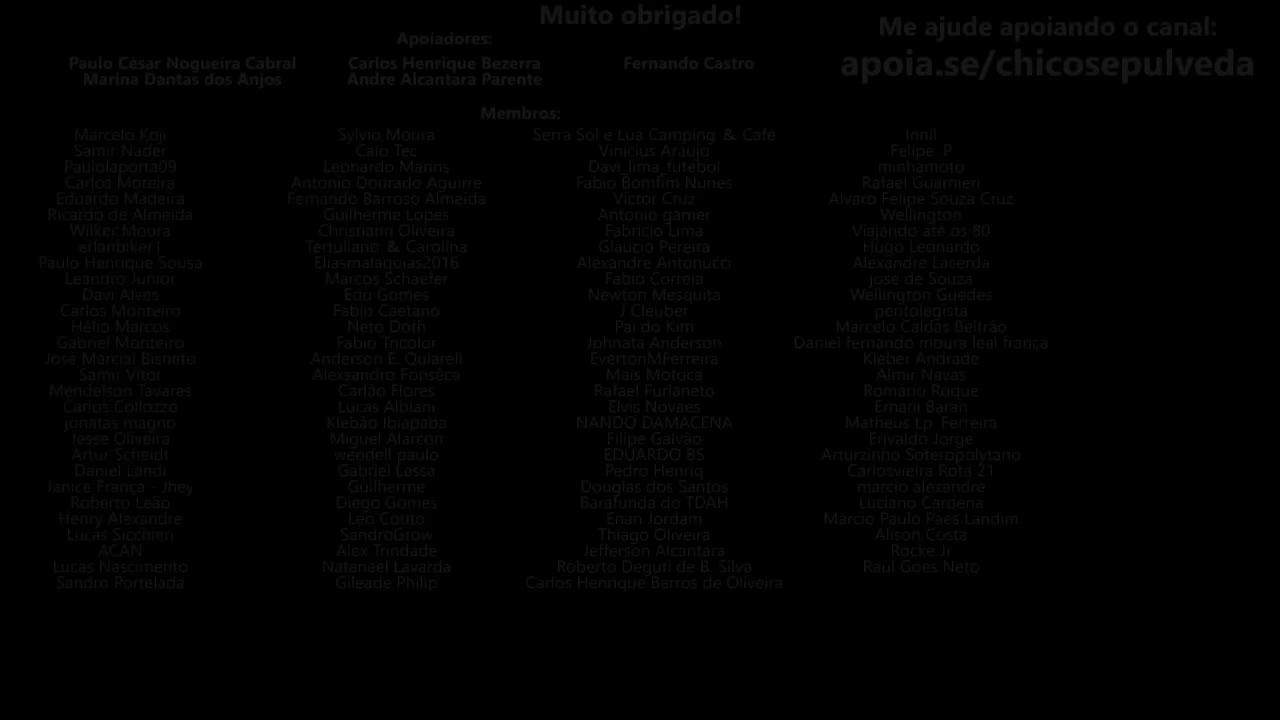 Muito obrigado!
Me ajude apoiando o canal:
apoia.se/chicosepulveda
Apoiadores:
Paulo César Nogueira Cabral
Marina Dantas dos Anjos
Carlos Henrique Bezerra
Andre Alcantara Parente
Fernando Castro
Membros:
Marcelo Koji
Samir Nader
Paulolaporta09
Carlos Moreira
Eduardo Madeira
Ricardo de Almeida
Wilker Moura
erlanbiker1
Paulo Henrique Sousa
Leandro Junior
Davi Alves
Carlos Monteiro
Hélio Marcos
Gabriel Monteiro
José Marcial Bisneto
Samir Vitor
Mendelson Tavares
Carlos Collozzo
jonatas magno
Jesse Oliveira
Artur Scheidt
Daniel Landi
Janice França - Jhey
Roberto Leão
Henry Alexandre
Lucas Sicchieri
ACAN
Lucas Nascimento
Sandro Portelada
Sylvio Moura
Caio Tec
Leonardo Marins
Antonio Dourado Aguirre
Fernando Barroso Almeida
Guilherme Lopes
Christiann Oliveira
Tertuliano & Carolina
Eliasmalaquias2016
Marcos Schaefer
Edu Gomes
Fabio Caetano
Neto Doth
Fabio Tricolor
Anderson E. Quiareli
Alexsandro Fonsêca
Carlão Flores
Lucas Albiani
Klebão Ibiapaba
Miguel Alarcon
wendell paulo
Gabriel Lessa
Guilherme
Diego Gomes
Léo Couto
SandroGrow
Alex Trindade
Natanael Lavarda
Gileade Philip
Serra Sol e Lua Camping & Café
Vinicius Araujo
Davi_lima_futebol
Fabio Bomfim Nunes
Victor Cruz
Antonio gamer
Fabricio Lima
Glaucio Pereira
Alexandre Antonucci
Fabio Correia
Newton Mesquita
J Cleuber
Pai do Kim
Johnata Anderson
EvertonMFerreira
Mais Motoca
Rafael Furlaneto
Elvis Novaes
NANDO DAMACENA
Filipe Galvão
EDUARDO BS
Pedro Henriq
Douglas dos Santos
Barafunda do TDAH
Enan Jordam
Thiago Oliveira
Jefferson Alcantara
Roberto Deguti de B. Silva
Carlos Henrique Barros de Oliveira
Felipe P
minhamoto
Rafael Guarnieri
Alvaro Felipe Souza Cruz
Wellington
Viajando até os 80
Hugo Leonardo
Alexandre Lacerda
jose de Souza
Wellington Guedes
peritolegista
Marcelo Caldas Beltrão
Daniel fernando moura leal frança
Kleber Andrade
Almir Navas
Romário Roque
Ernani Baran
Matheus Lp. Ferreira
Erivaldo Jorge
Arturzinho Soteropolytano
Carlosvieira Rota 21
marcio alexandre
Luciano Cardena
Márcio Paulo Paes Landim
Alison Costa
Rocke Jr
Raul Goes Neto